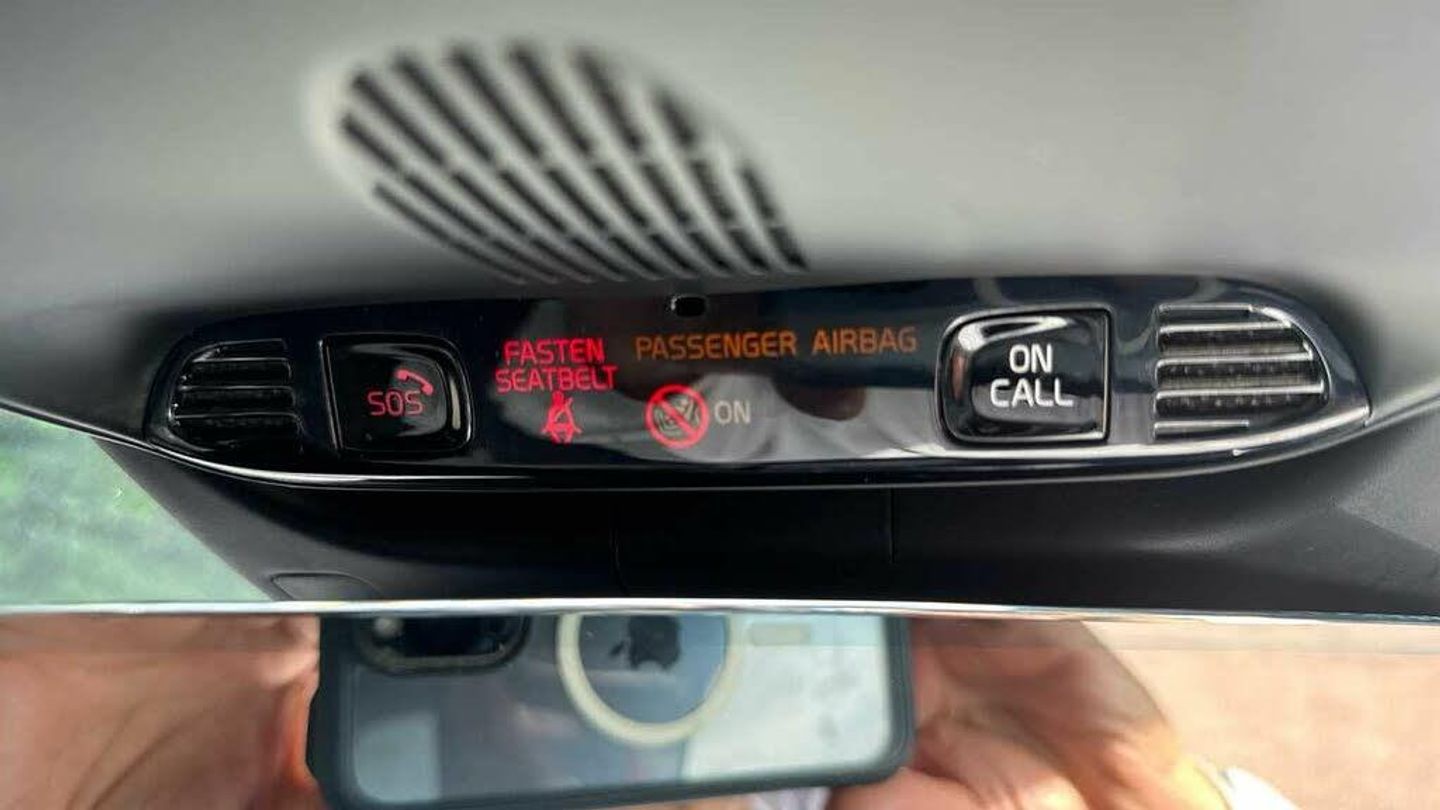 SOS
FASTEN
SEATBELT
PASSENGER AIRBAG
ON
ON
CALL